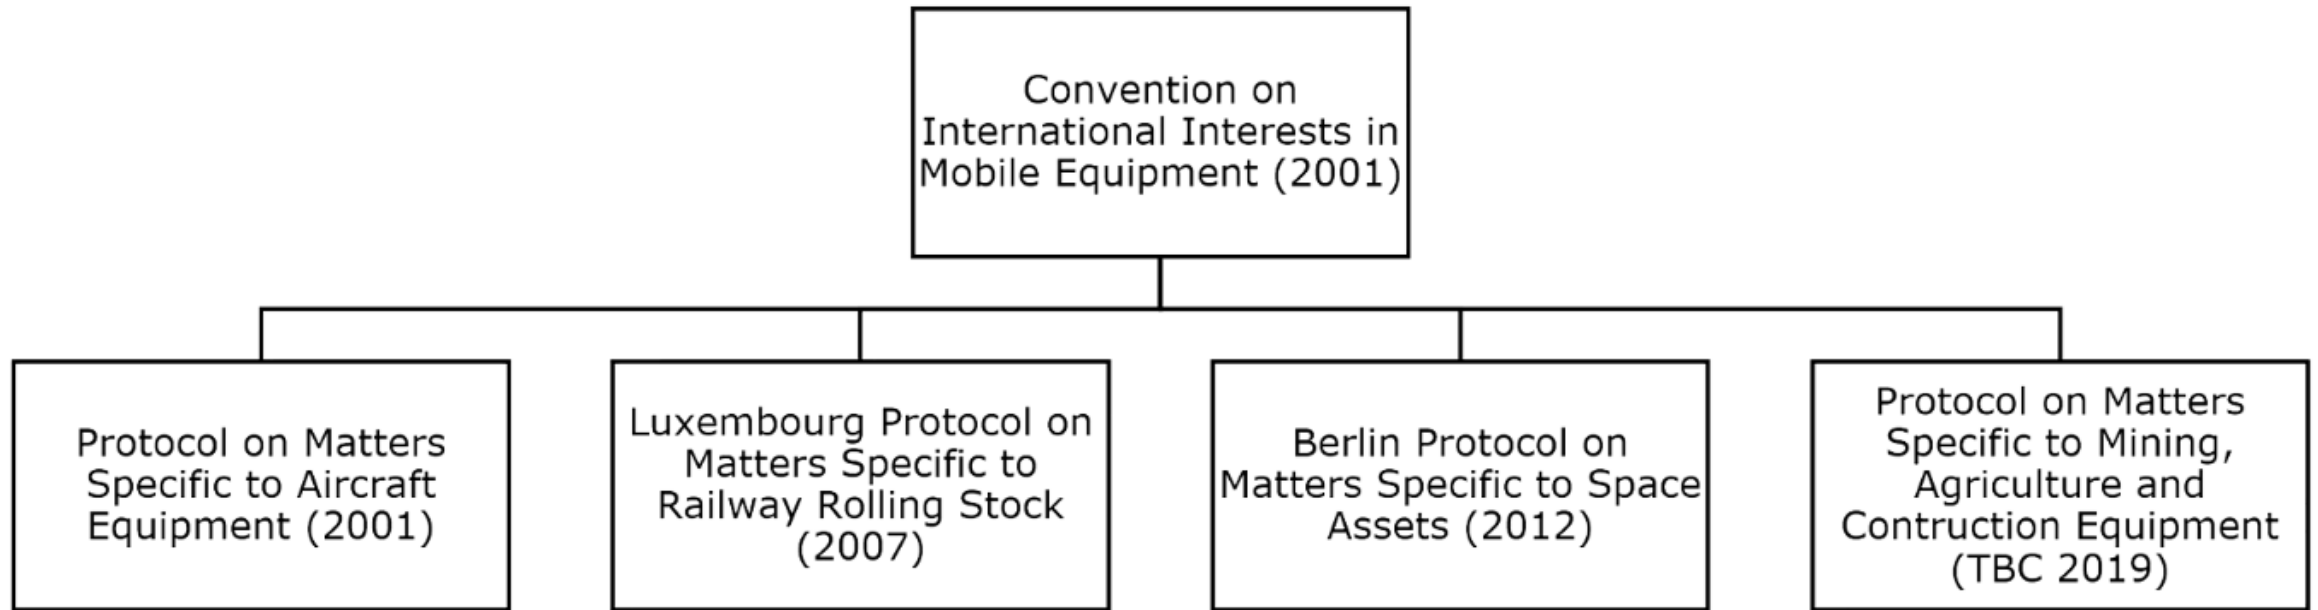 Convention on
International Interests in
Mobile Equipment (2001)
Protocol on Matters
Specific to Aircraft
Equipment (2001)
Luxembourg Protocol on
Matters Specific to
Railway Rolling Stock
(2007)
Berlin Protocol on
Matters Specific to Space
Assets (2012)
Protocol on Matters
Specific to Mining,
Agriculture and
Contruction Equipment
(TBC 2019)